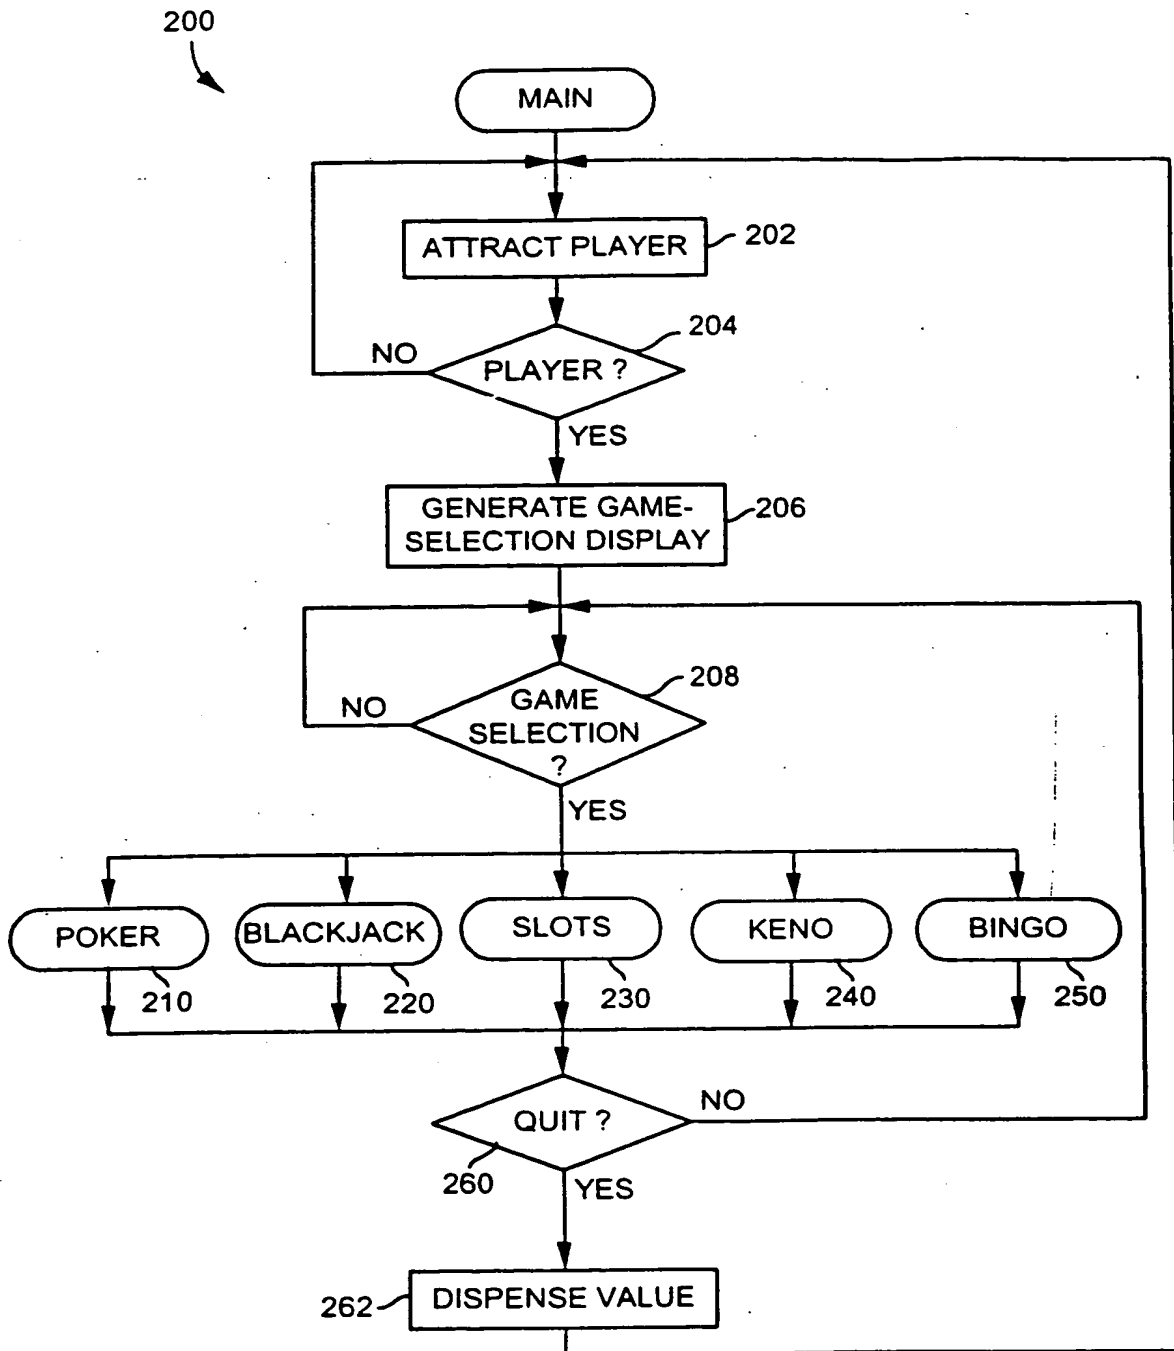 200
MAIN
ATTRACT PLAYER
202
204
NO
PLAYER ?
YES
GENERATE GAME-
SELECTION DISPLAY
206
208
NO
GAME
SELECTION
?
YES
POKER
BLACKJACK
SLOTS
KENO
BINGO
210
220
230
240
250
QUIT ?
NO
260
YES
262
DISPENSE VALUE